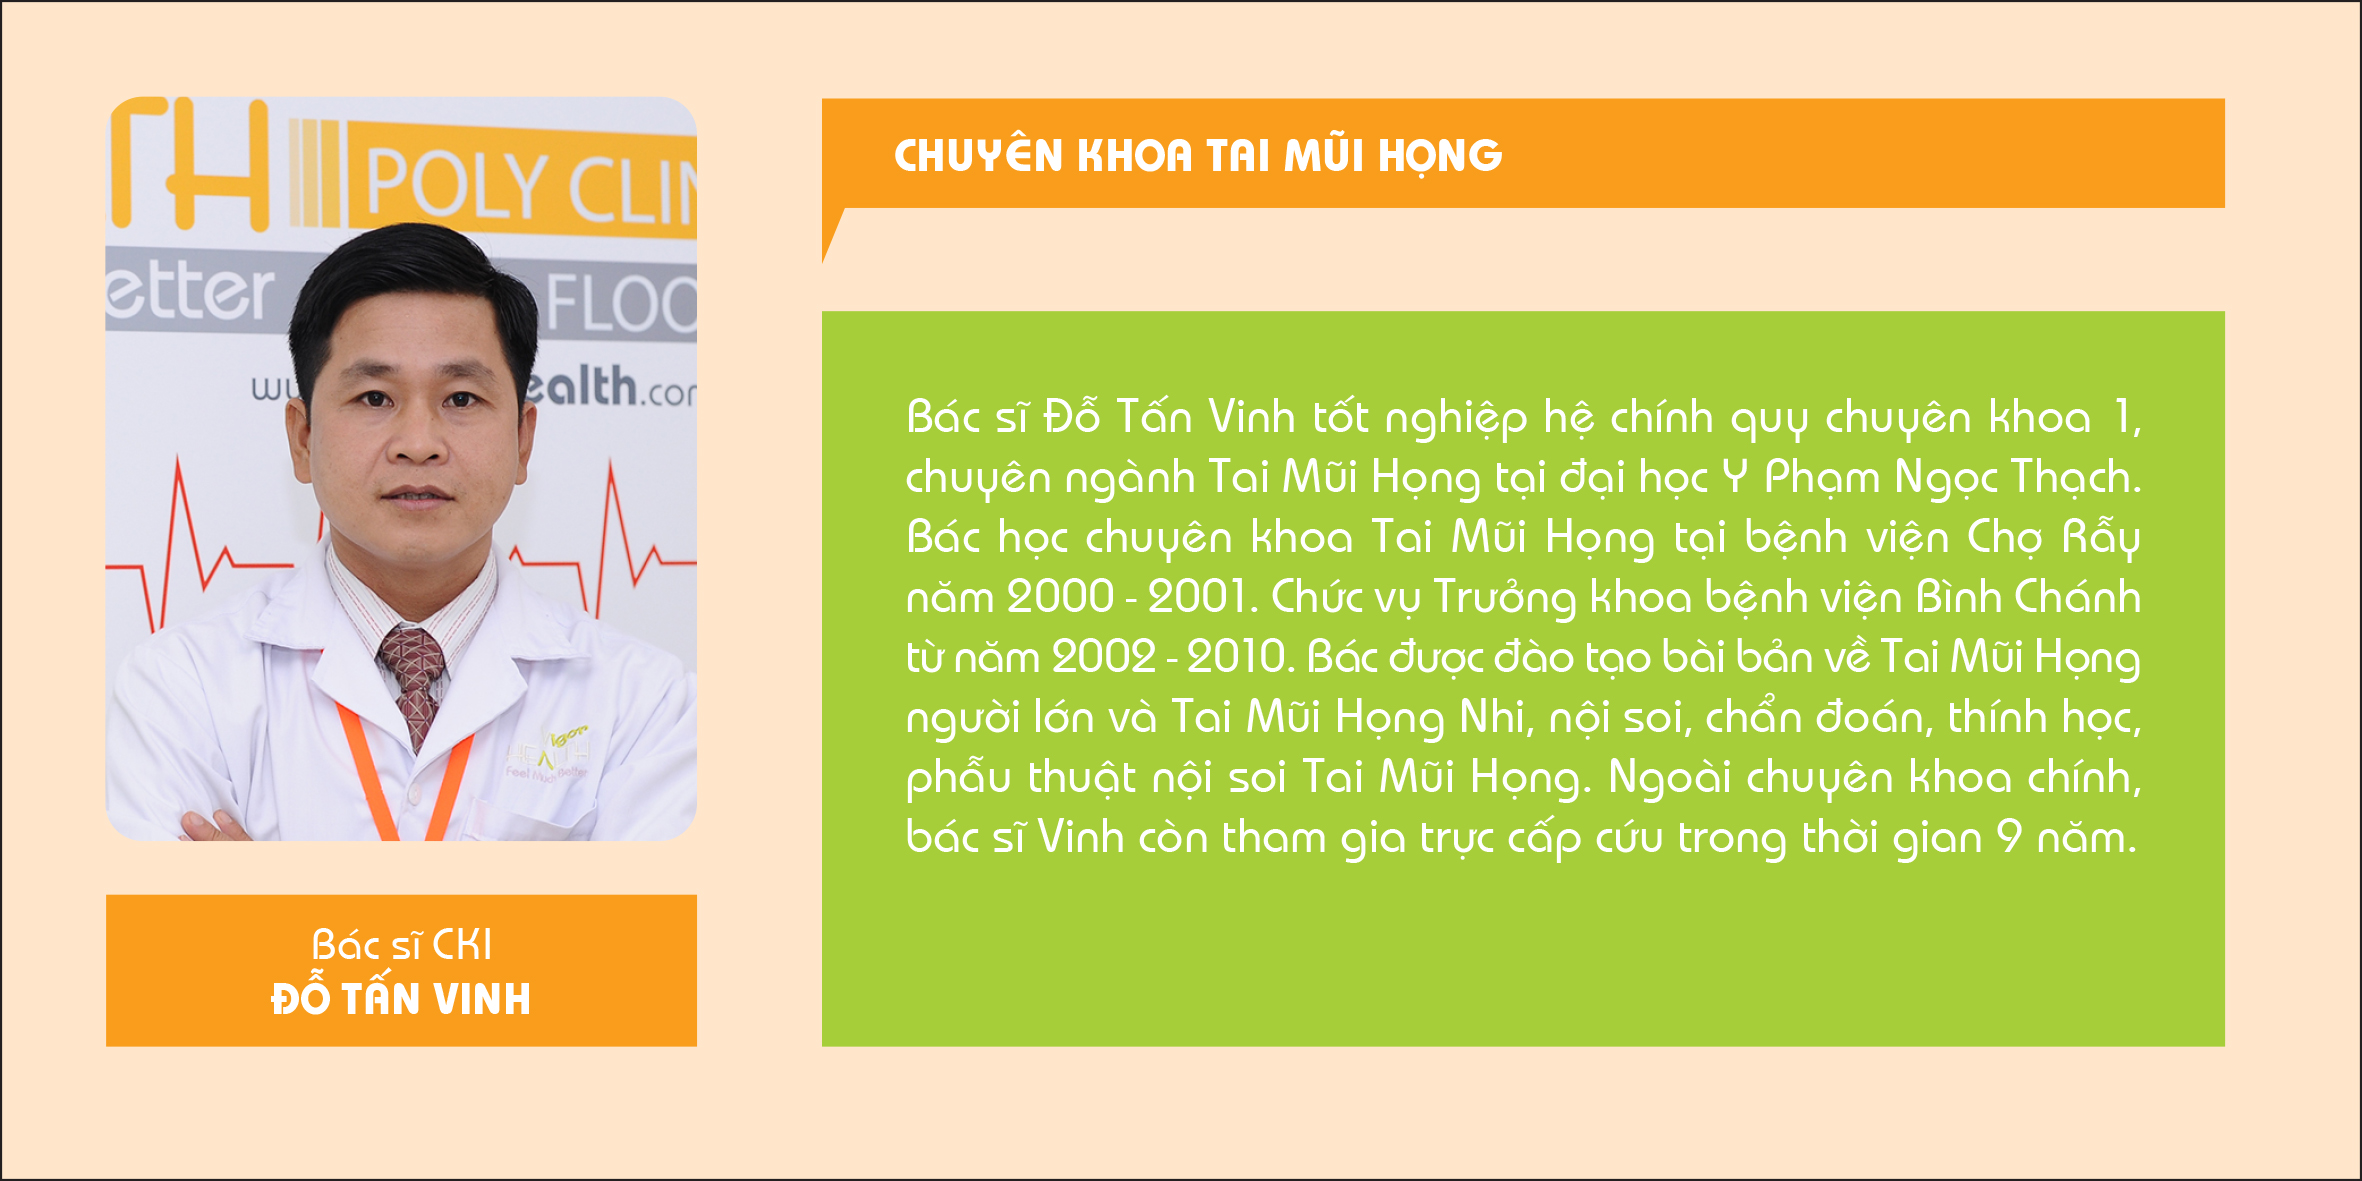 TH POLY CLIN
etter FLOO
ealth.com
Vigor
HEALTH
Feel Much Better
Bác sĩ CKI
ĐỖ TẤN VINH
CHUYÊN KHOA TAI MŨI HỌNG
Bác sĩ Đỗ Tấn Vinh tốt nghiệp hệ chính quy chuyên khoa 1,
chuyên ngành Tai Mũi Họng tại đại học Y Phạm Ngọc Thạch.
Bác học chuyên khoa Tai Mũi Họng tại bệnh viện Chợ Rẫy
năm 2000 - 2001. Chức vụ Trưởng khoa bệnh viện Bình Chánh
từ năm 2002 - 2010. Bác được đào tạo bài bản về Tai Mũi Họng
người lớn và Tai Mũi Họng Nhi, nội soi, chẩn đoán, thính học,
phẫu thuật nội soi Tai Mũi Họng. Ngoài chuyên khoa chính,
bác sĩ Vinh còn tham gia trực cấp cứu trong thời gian 9 năm.